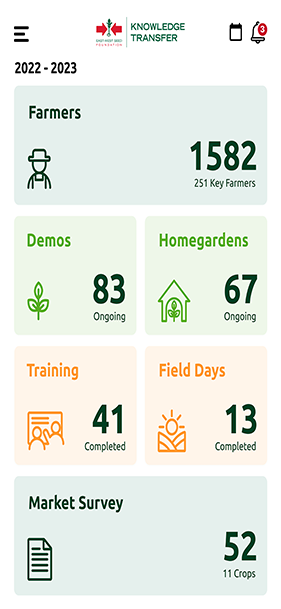 KNOWLEDGE
TRANSFER
EAST-WEST SEED
FOUNDATION
3
2022 - 2023
Farmers
1582
251 Key Farmers
Demos
83
Ongoing
Homegardens
67
Ongoing
Training
41
Completed
Field Days
13
Completed
Market Survey
52
11 Crops